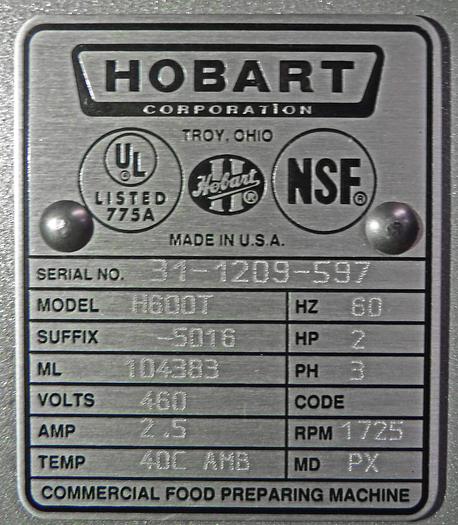 HOBART
CORPORATION
TROY, OHIO
UL®
LISTED
775A
Hobart®
NSF®
MADE IN U.S.A.
SERIAL NO. 31-1209-597
MODEL H600T HZ 60
SUFFIX -5016 HP 2
ML 104383 PH 3
VOLTS 460 CODE
AMP 2.5 RPM 1725
TEMP 40C AMB MD PX
COMMERCIAL FOOD PREPARING MACHINE